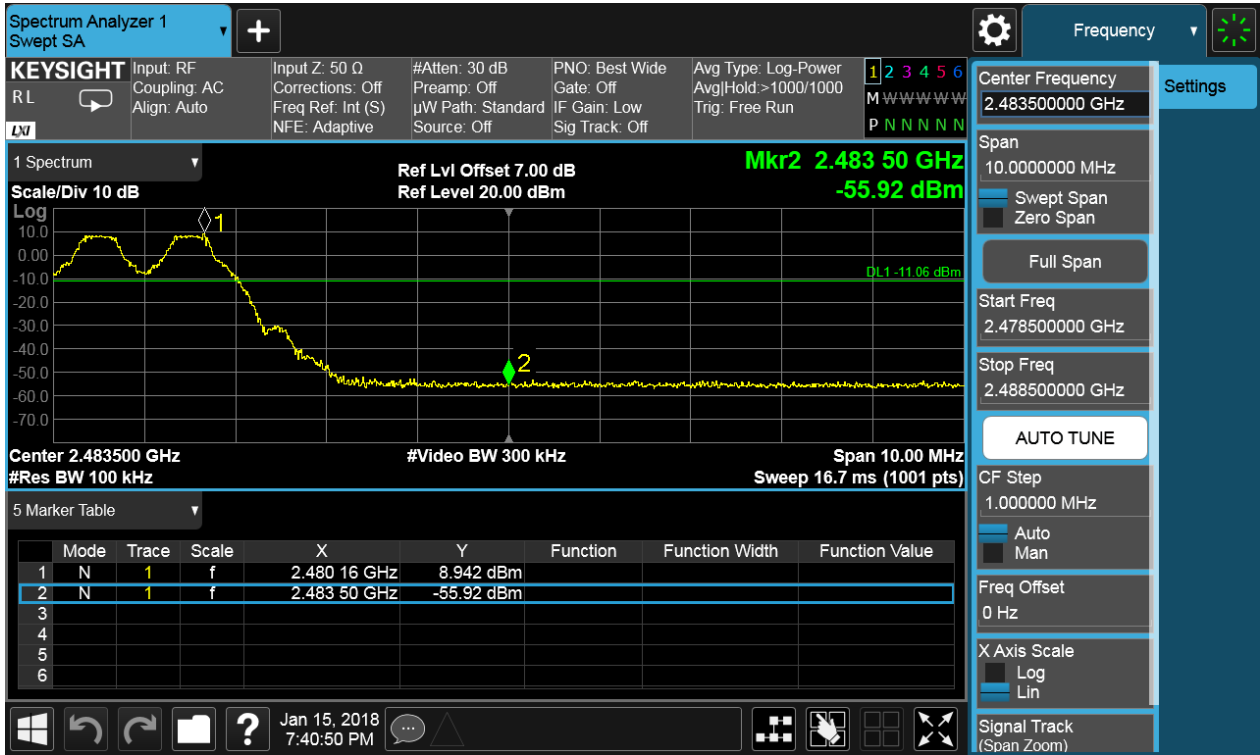 Spectrum Analyzer 1
Swept SA
+
Frequency
KEYSIGHT
R L
LXI
Input: RF
Coupling: AC
Align: Auto
Input Z: 50 Ω
Corrections: Off
Freq Ref: Int (S)
NFE: Adaptive
#Atten: 30 dB
Preamp: Off
µW Path: Standard
Source: Off
PNO: Best Wide
Gate: Off
IF Gain: Low
Sig Track: Off
Avg Type: Log-Power
Avg|Hold:>1000/1000
Trig: Free Run
1 2 3 4 5 6
M W W W W W
P N N N N N
1 Spectrum
Scale/Div 10 dB
Ref Lvl Offset 7.00 dB
Ref Level 20.00 dBm
Mkr2 2.483 50 GHz
-55.92 dBm
Log
10.0
0.00
-10.0
-20.0
-30.0
-40.0
-50.0
-60.0
-70.0
1
2
DL1 -11.06 dBm
Center 2.483500 GHz
#Video BW 300 kHz
Span 10.00 MHz
#Res BW 100 kHz
Sweep 16.7 ms (1001 pts)
5 Marker Table
Mode Trace Scale X Y Function Function Width Function Value
1 N 1 f 2.480 16 GHz 8.942 dBm
2 N 1 f 2.483 50 GHz -55.92 dBm
3
4
5
6
Center Frequency
2.483500000 GHz
Settings
Span
10.0000000 MHz
Swept Span
Zero Span
Full Span
Start Freq
2.478500000 GHz
Stop Freq
2.488500000 GHz
AUTO TUNE
CF Step
1.000000 MHz
Auto
Man
Freq Offset
0 Hz
X Axis Scale
Log
Lin
Signal Track
(Span Zoom)
?
Jan 15, 2018
7:40:50 PM